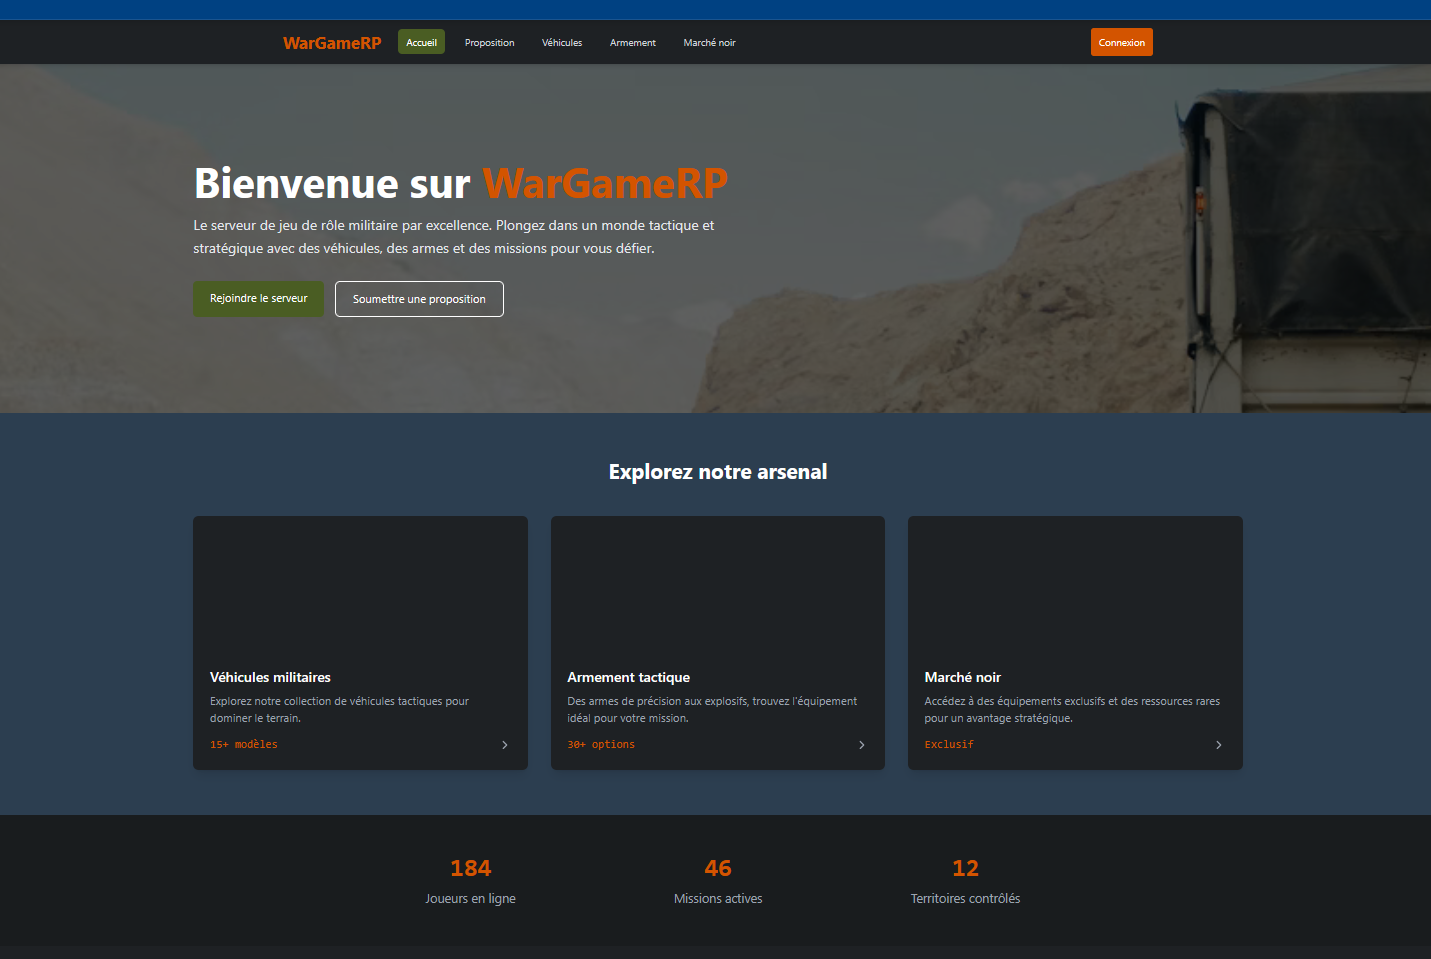 WarGameRP Accueil Proposition Véhicules Armement Marché noir Connexion
Bienvenue sur WarGameRP
Le serveur de jeu de rôle militaire par excellence. Plongez dans un monde tactique et
stratégique avec des véhicules, des armes et des missions pour vous défier.
Rejoindre le serveur Soumettre une proposition
Explorez notre arsenal
Véhicules militaires
Explorez notre collection de véhicules tactiques pour
dominer le terrain.
15+ modèles
Armement tactique
Des armes de précision aux explosifs, trouvez l'équipement
idéal pour votre mission.
30+ options
Marché noir
Accédez à des équipements exclusifs et des ressources rares
pour un avantage stratégique.
Exclusif
184
Joueurs en ligne
46
Missions actives
12
Territoires contrôlés